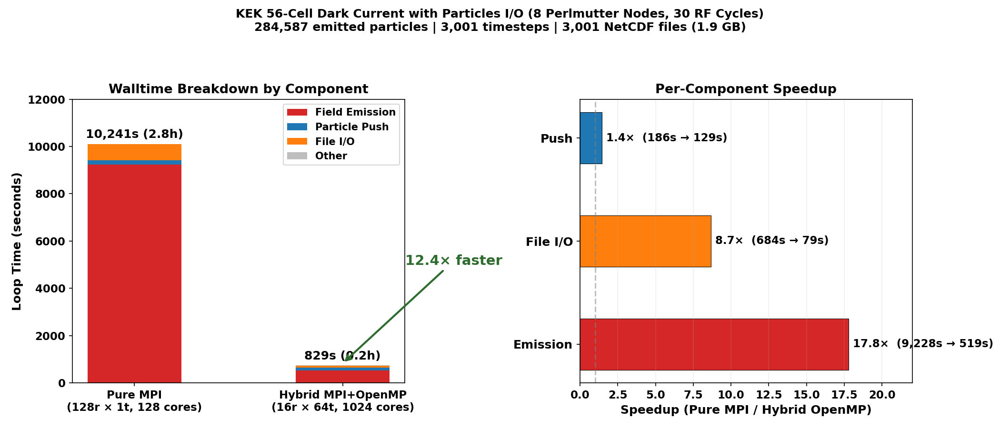 KEK 56-Cell Dark Current with Particles I/O (8 Perlmutter Nodes, 30 RF Cycles)
284,587 emitted particles | 3,001 timesteps | 3,001 NetCDF files (1.9 GB)
Walltime Breakdown by Component
Loop Time (seconds)
12000
10000
8000
6000
4000
2000
0
10,241s (2.8h)
829s (0.2h)
12.4× faster
Field Emission
Particle Push
File I/O
Other
Pure MPI
(128r × 1t, 128 cores)
Hybrid MPI+OpenMP
(16r × 64t, 1024 cores)
Per-Component Speedup
Push
1.4× (186s → 129s)
File I/O
8.7× (684s → 79s)
Emission
17.8× (9,228s → 519s)
0.0 2.5 5.0 7.5 10.0 12.5 15.0 17.5 20.0
Speedup (Pure MPI / Hybrid OpenMP)